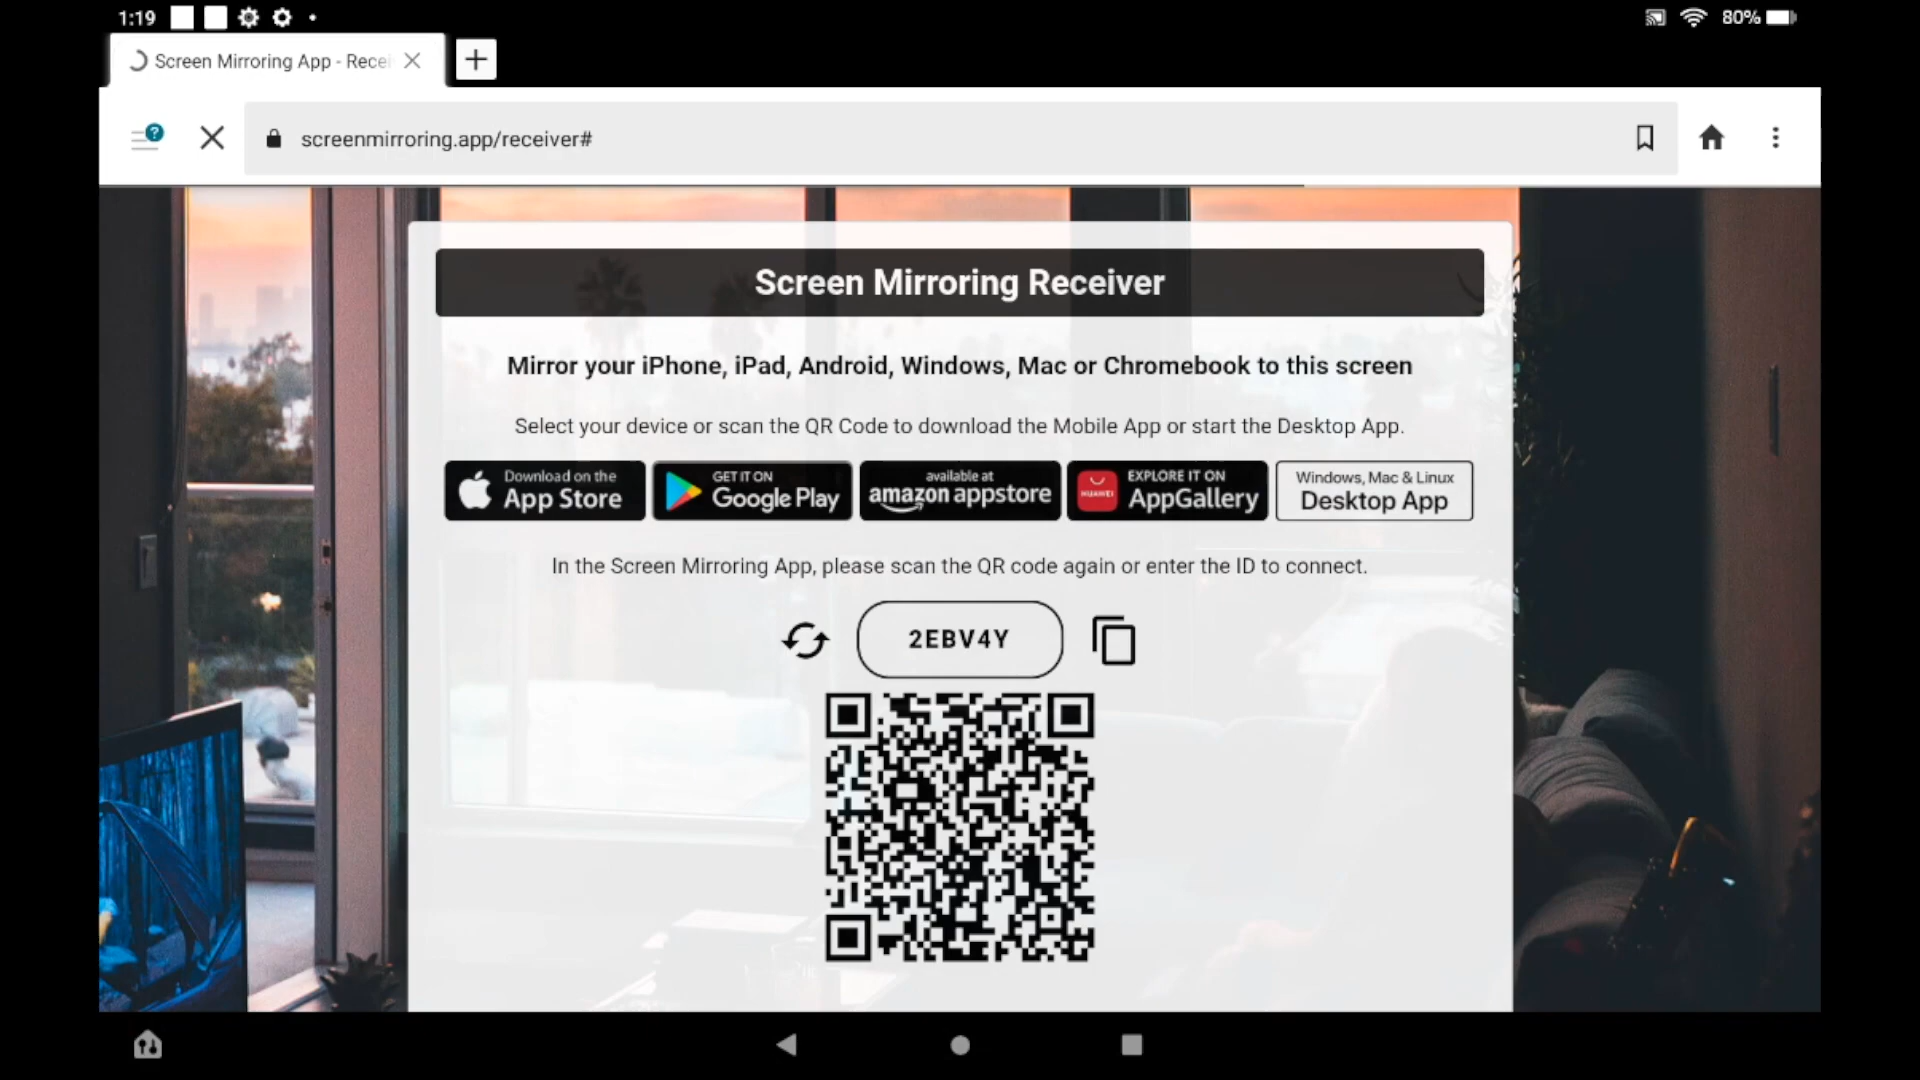 1:19
80%
Screen Mirroring App - Recei
screenmirroring.app/receiver#
Screen Mirroring Receiver
Mirror your iPhone, iPad, Android, Windows, Mac or Chromebook to this screen
Select your device or scan the QR Code to download the Mobile App or start the Desktop App.
Download on the
App Store
GET IT ON
Google Play
available at
amazon appstore
HUAWEI
EXPLORE IT ON
AppGallery
Windows, Mac & Linux
Desktop App
In the Screen Mirroring App, please scan the QR code again or enter the ID to connect.
2EBV4Y